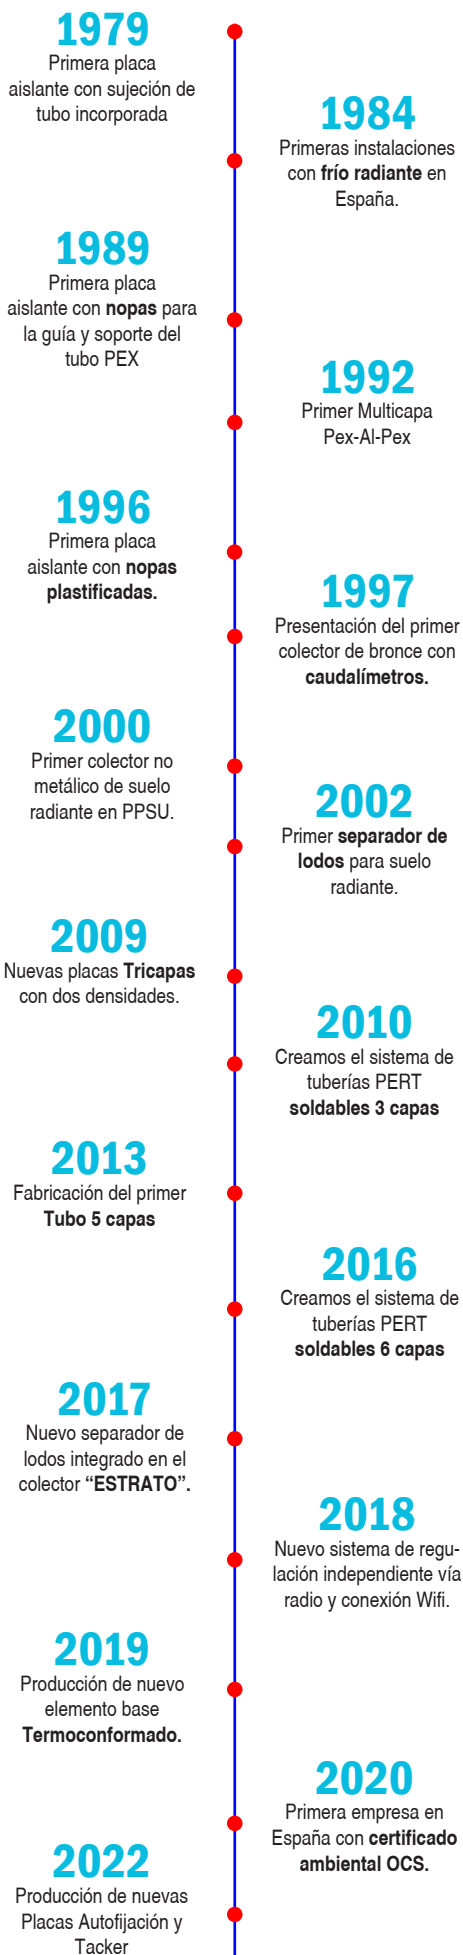 1979
Primera placa
aislante con sujeción de
tubo incorporada
1984
Primeras instalaciones
con frío radiante en
España.
1989
Primera placa
aislante con nopas para
la guía y soporte del
tubo PEX
1992
Primer Multicapa
Pex-Al-Pex
1996
Primera placa
aislante con nopas
plastificadas.
1997
Presentación del primer
colector de bronce con
caudalímetros.
2000
Primer colector no
metálico de suelo
radiante en PPSU.
2002
Primer separador de
lodos para suelo
radiante.
2009
Nuevas placas Tricapas
con dos densidades.
2010
Creamos el sistema de
tuberías PERT
soldables 3 capas
2013
Fabricación del primer
Tubo 5 capas
2016
Creamos el sistema de
tuberías PERT
soldables 6 capas
2017
Nuevo separador de
lodos integrado en el
colector “ESTRATO”.
2018
Nuevo sistema de regu-
lación independiente vía
radio y conexión Wifi.
2019
Producción de nuevo
elemento base
Termoconformado.
2020
Primera empresa en
España con certificado
ambiental OCS.
2022
Producción de nuevas
Placas Autofijación y
Tacker